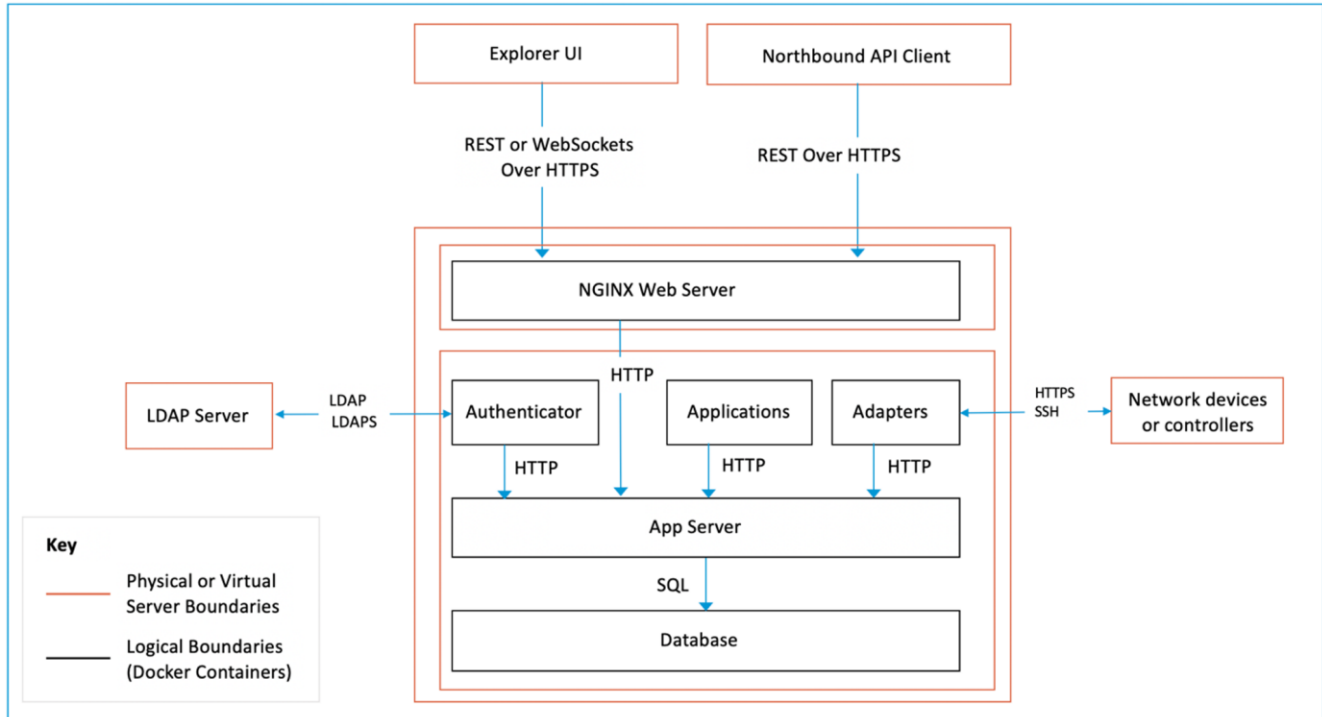 Explorer UI
Northbound API Client
REST or WebSockets
Over HTTPS
REST Over HTTPS
NGINX Web Server
HTTP
LDAP Server
LDAP
LDAPS
Authenticator
Applications
Adapters
HTTPS
SSH
Network devices
or controllers
HTTP
HTTP
HTTP
App Server
SQL
Database
Key
Physical or Virtual
Server Boundaries
Logical Boundaries
(Docker Containers)